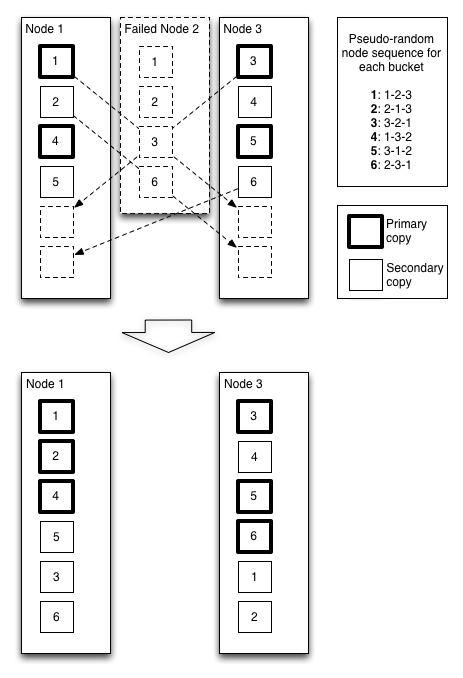 Node 1
1
2
4
5
Failed Node 2
1
2
3
6
Node 3
3
4
5
6
Pseudo-random
node sequence for
each bucket
1: 1-2-3
2: 2-1-3
3: 3-2-1
4: 1-3-2
5: 3-1-2
6: 2-3-1
Primary
copy
Secondary
copy
Node 1
1
2
4
5
3
6
Node 3
3
4
5
6
1
2